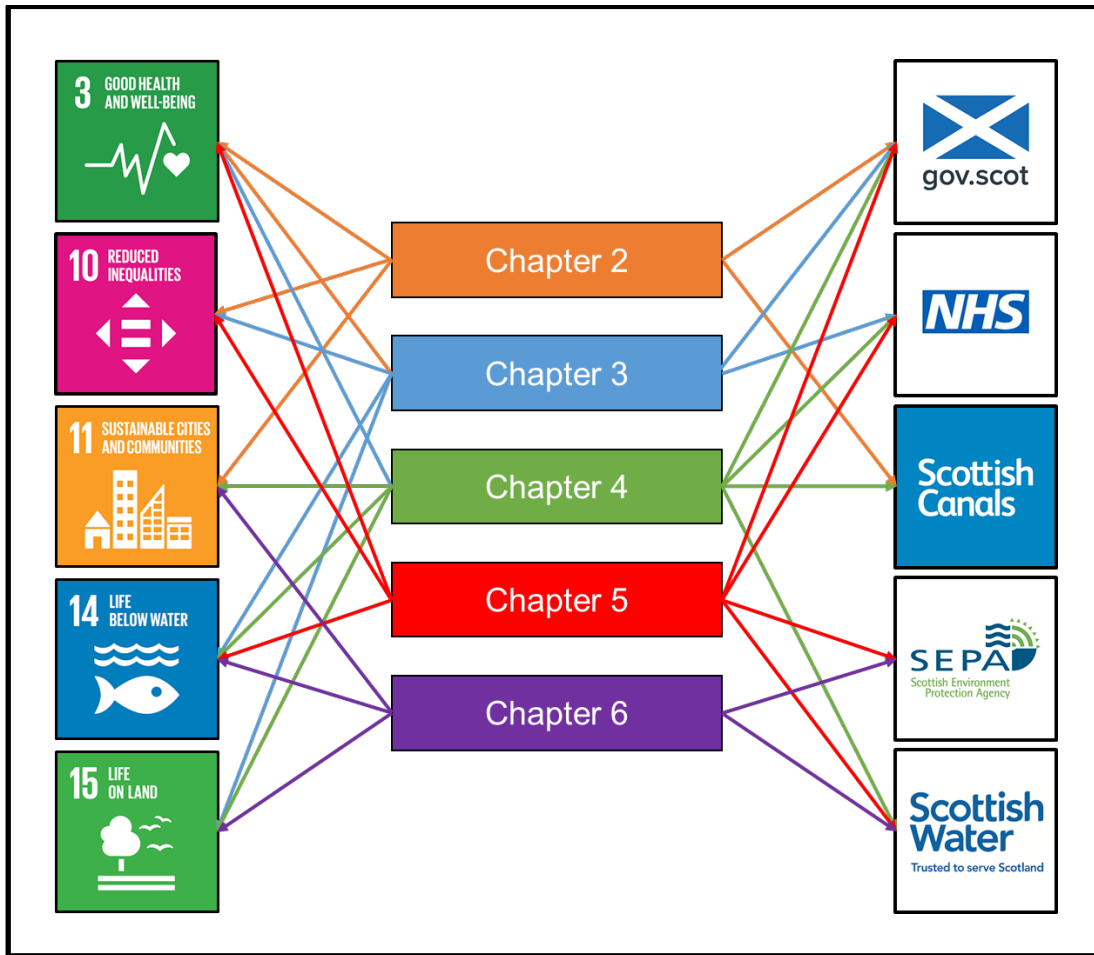 3 GOOD HEALTH
AND WELL-BEING
10 REDUCED
INEQUALITIES
11 SUSTAINABLE CITIES
AND COMMUNITIES
14 LIFE
BELOW WATER
15 LIFE
ON LAND
Chapter 2
Chapter 3
Chapter 4
Chapter 5
Chapter 6
gov.scot
NHS
Scottish
Canals
SEPA
Scottish Environment
Protection Agency
Scottish
Water
Trusted to serve Scotland